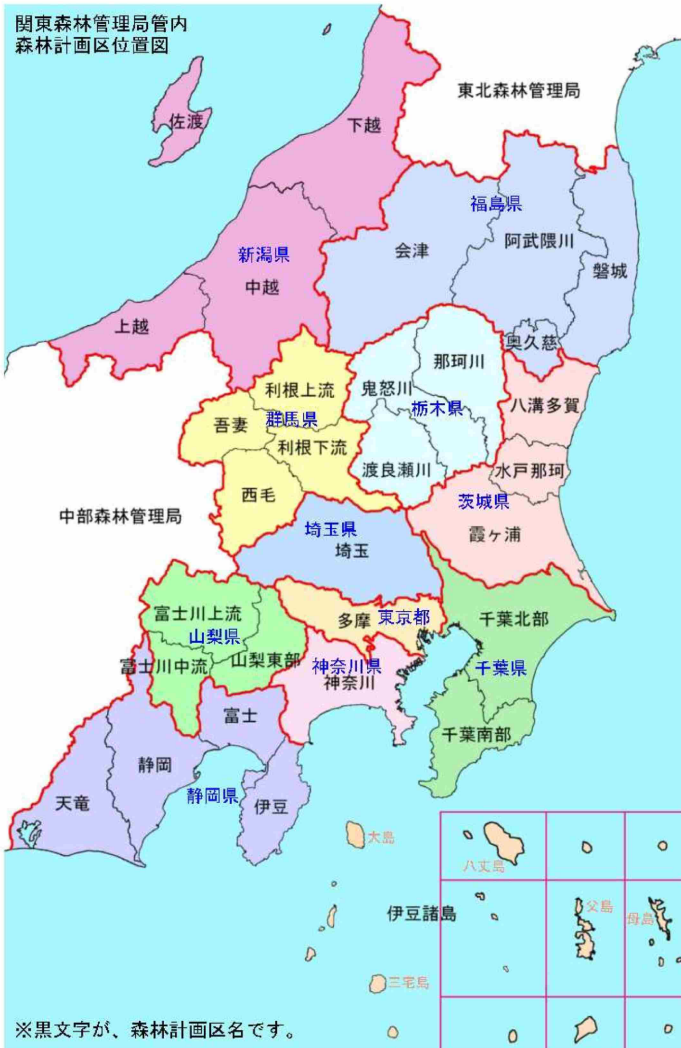 関東森林管理局管内
森林計画区位置図
東北森林管理局
佐渡
下越
福島県
会津
阿武隈川
新潟県
中越
磐城
上越
奥久慈
那珂川
利根上流
鬼怒川
八溝多賀
栃木県
群馬県
吾妻
利根下流
渡良瀬川
水戸那珂
西毛
茨城県
中部森林管理局
埼玉県
霞ヶ浦
埼玉
富士川上流
多摩
東京都
千葉北部
山梨県
富士川中流
山梨東部
神奈川県
千葉県
神奈川
富士
千葉南部
静岡
静岡県
天竜
伊豆
大島
八丈島
伊豆諸島
父島
母島
三宅島
※黒文字が、森林計画区名です。